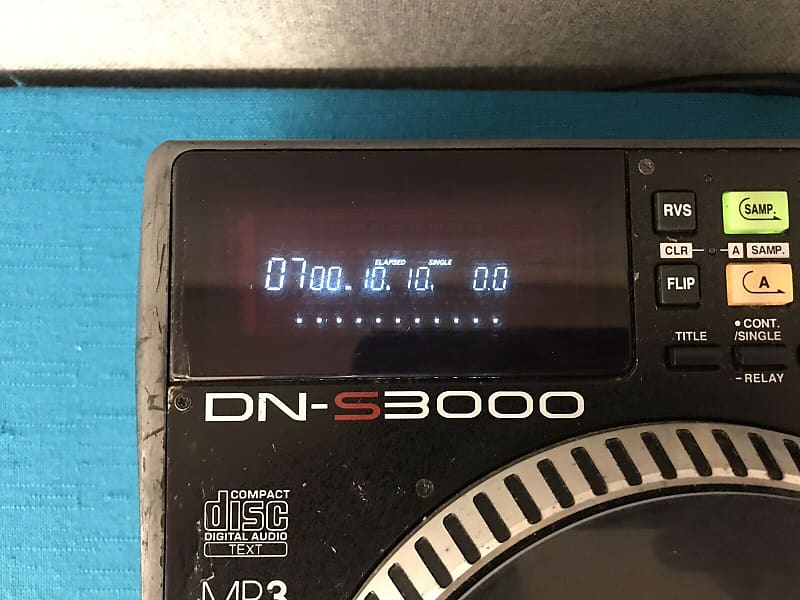 ELAPSED SINGLE
07 00. 10. 10. 0.0
RVS SAMP.
CLR A SAMP.
FLIP A
TITLE • CONT. /SINGLE
– RELAY
DN-S3000
COMPACT
disc
DIGITAL AUDIO
TEXT
MP3